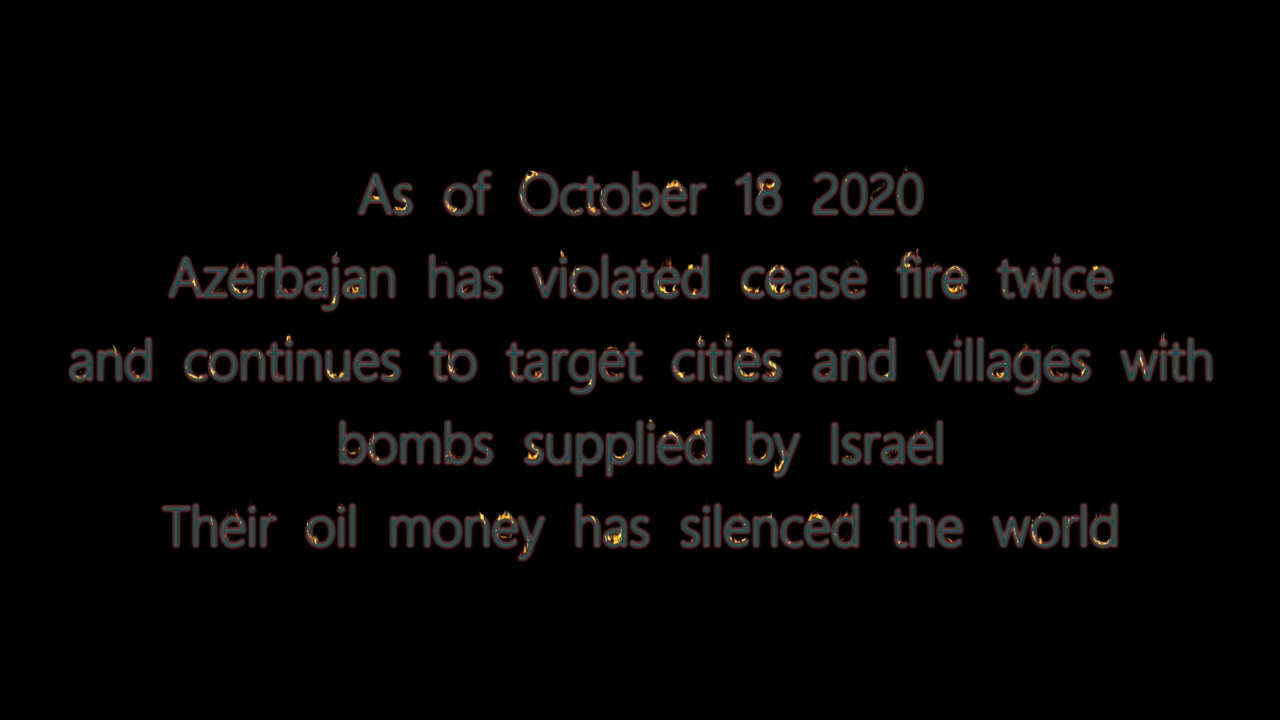 As of October 18 2020
Azerbajan has violated cease fire twice
and continues to target cities and villages with
bombs supplied by Israel
Their oil money has silenced the world